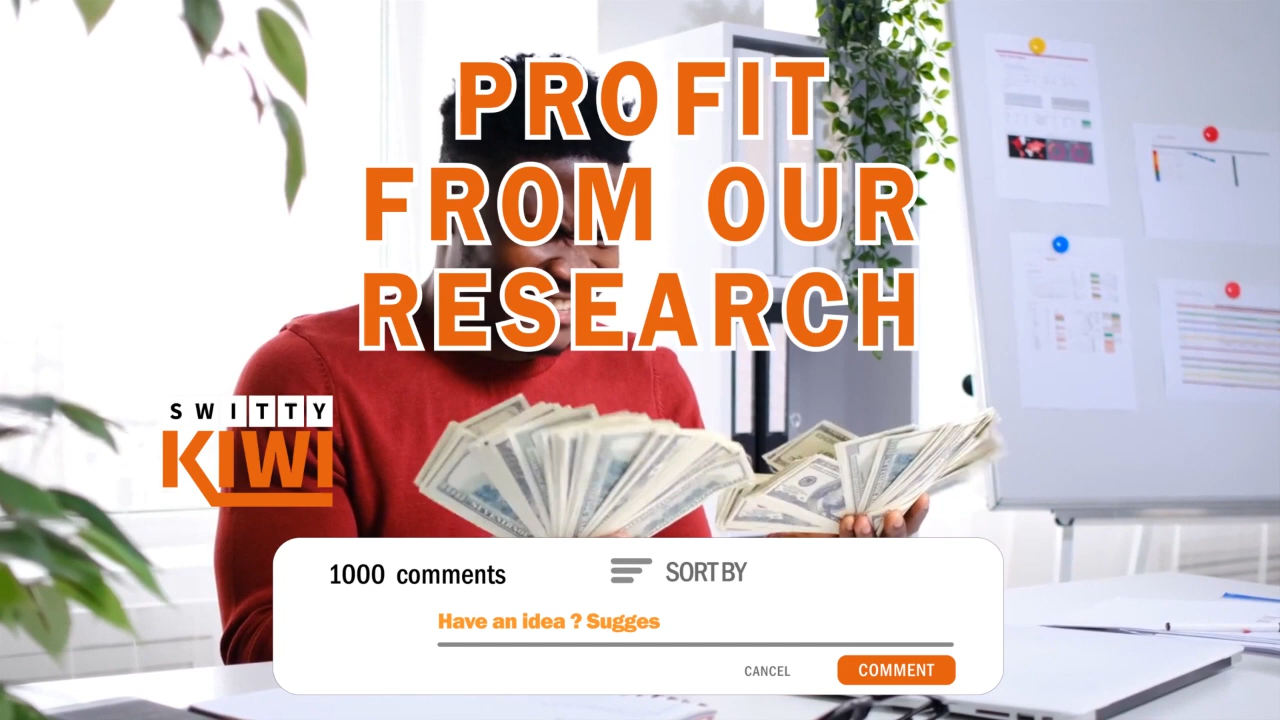 PROFIT
FROM OUR
RESEARCH
SWITTY
KIWI
1000 comments
SORT BY
Have an idea ? Sugges
CANCEL
COMMENT